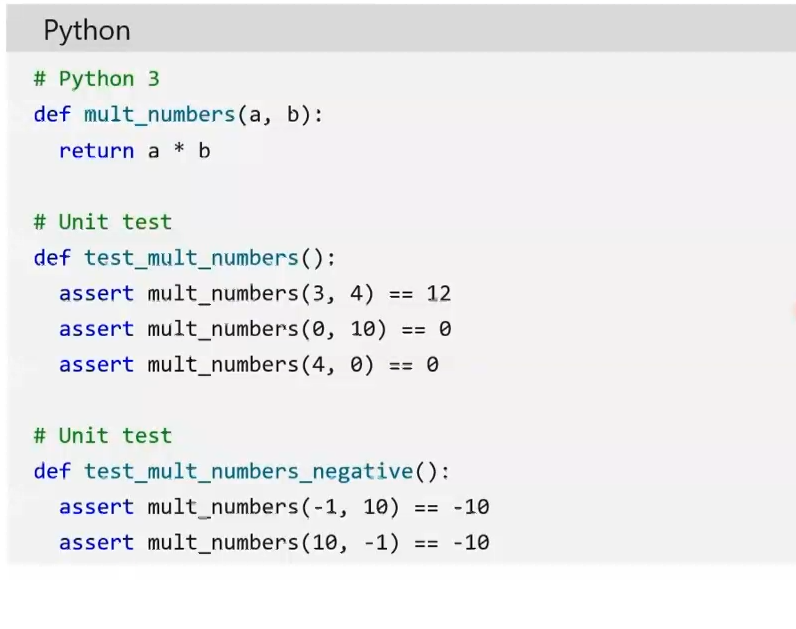 Python
# Python 3
def mult_numbers(a, b):
  return a * b
# Unit test
def test_mult_numbers():
  assert mult_numbers(3, 4) == 12
  assert mult_numbers(0, 10) == 0
  assert mult_numbers(4, 0) == 0
# Unit test
def test_mult_numbers_negative():
  assert mult_numbers(-1, 10) == -10
  assert mult_numbers(10, -1) == -10